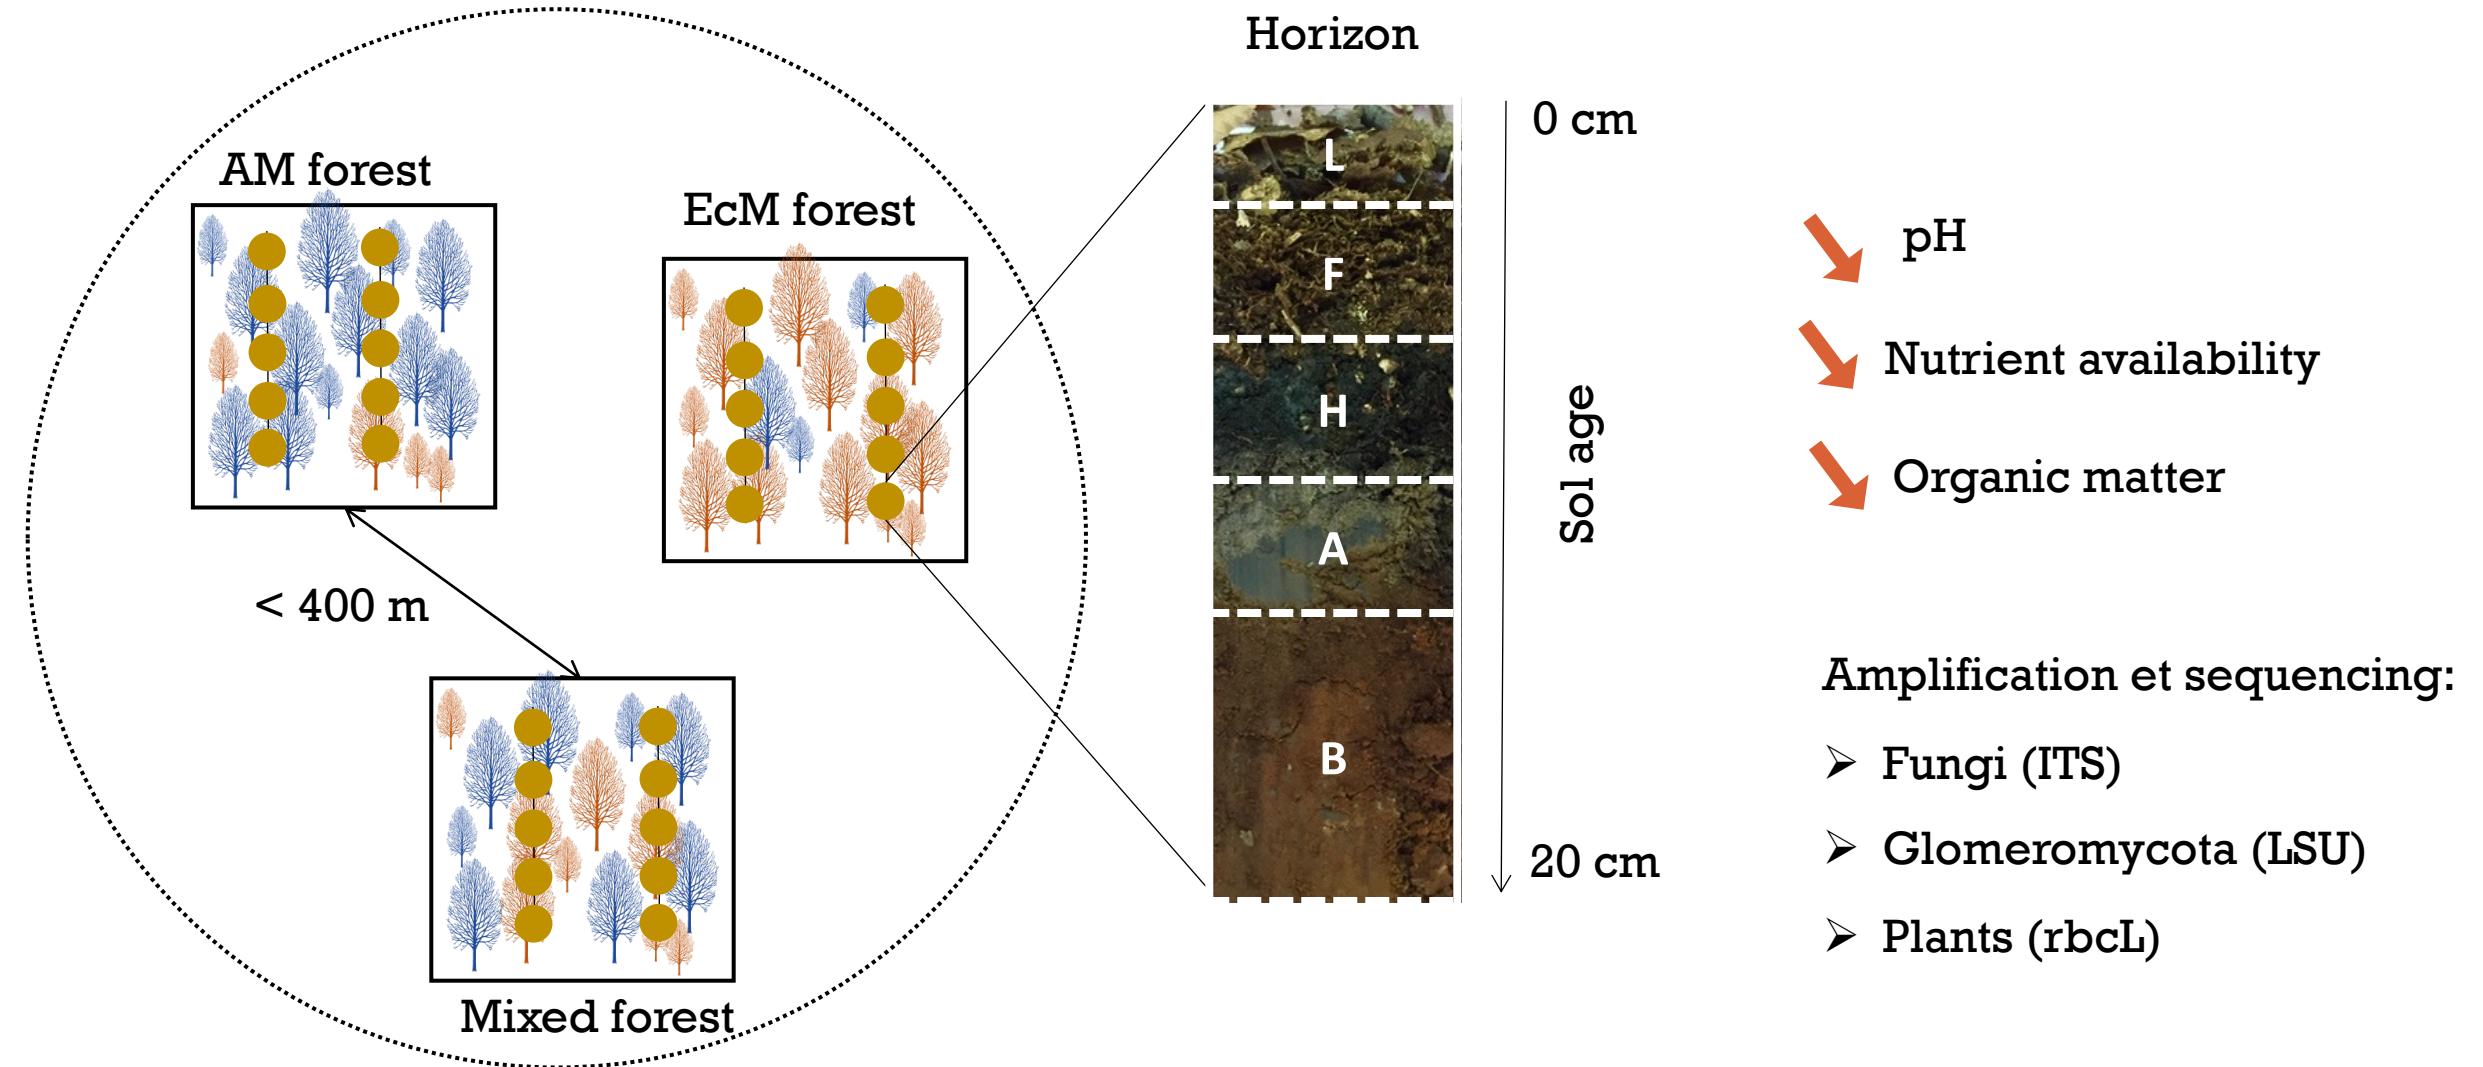 AM forest
EcM forest
< 400 m
Mixed forest
Horizon
L
F
H
A
B
0 cm
Sol age
20 cm
pH
Nutrient availability
Organic matter
Amplification et sequencing:
Fungi (ITS)
Glomeromycota (LSU)
Plants (rbcL)